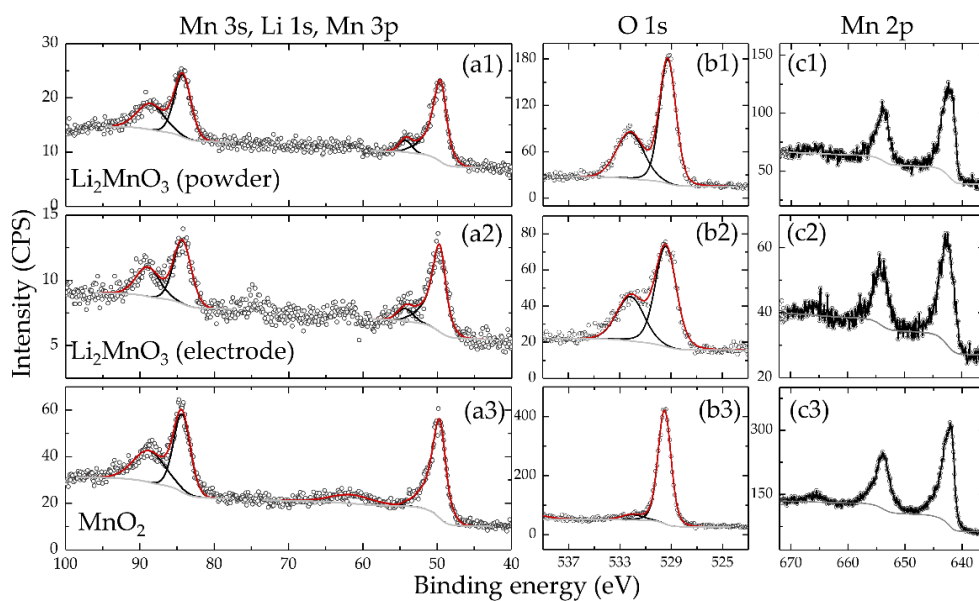 Mn 3s, Li 1s, Mn 3p
O 1s
Mn 2p
Intensity (CPS)
30
20
10
0
(a1)
Li₂MnO₃ (powder)
180
120
60
0
(b1)
150
100
50
(c1)
15
10
5
(a2)
Li₂MnO₃ (electrode)
80
60
40
20
0
(b2)
80
60
40
20
(c2)
60
40
20
0
(a3)
MnO₂
400
200
0
(b3)
300
150
(c3)
100 90 80 70 60 50 40
537 533 529 525
670 660 650 640
Binding energy (eV)